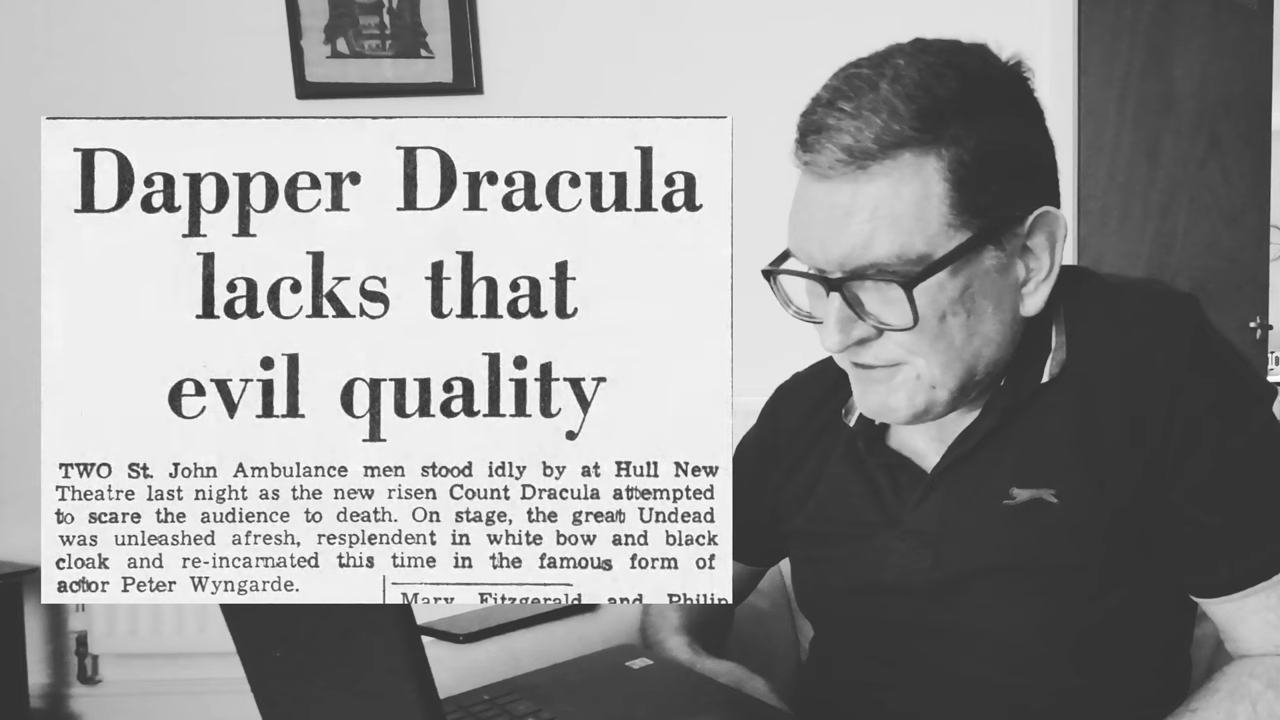 Dapper Dracula
lacks that
evil quality
TWO St. John Ambulance men stood idly by at Hull New
Theatre last night as the new risen Count Dracula attempted
to scare the audience to death. On stage, the great Undead
was unleashed afresh, resplendent in white bow and black
cloak and re-incarnated this time in the famous form of
actor Peter Wyngarde.
Mary Fitzgerald and Philip